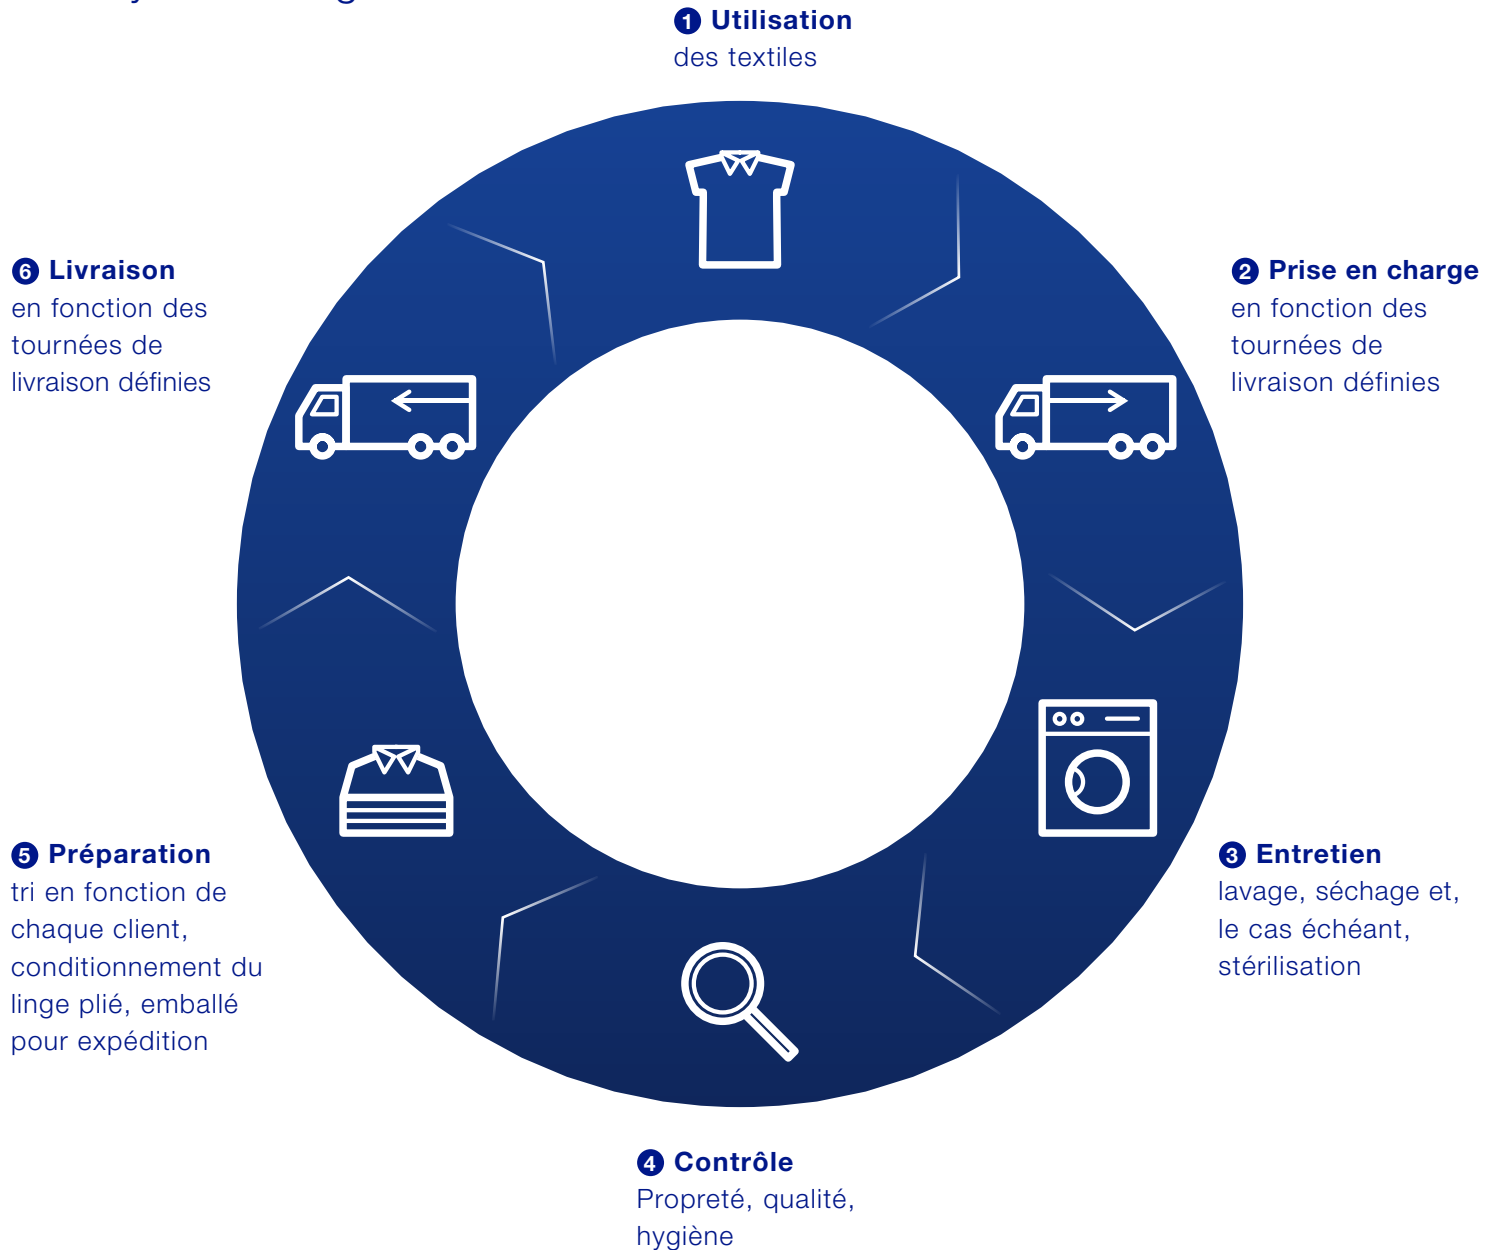 1 Utilisation
des textiles
2 Prise en charge
en fonction des
tournées de
livraison définies
3 Entretien
lavage, séchage et,
le cas échéant,
stérilisation
4 Contrôle
Propreté, qualité,
hygiène
5 Préparation
tri en fonction de
chaque client,
conditionnement du
linge plié, emballé
pour expédition
6 Livraison
en fonction des
tournées de
livraison définies